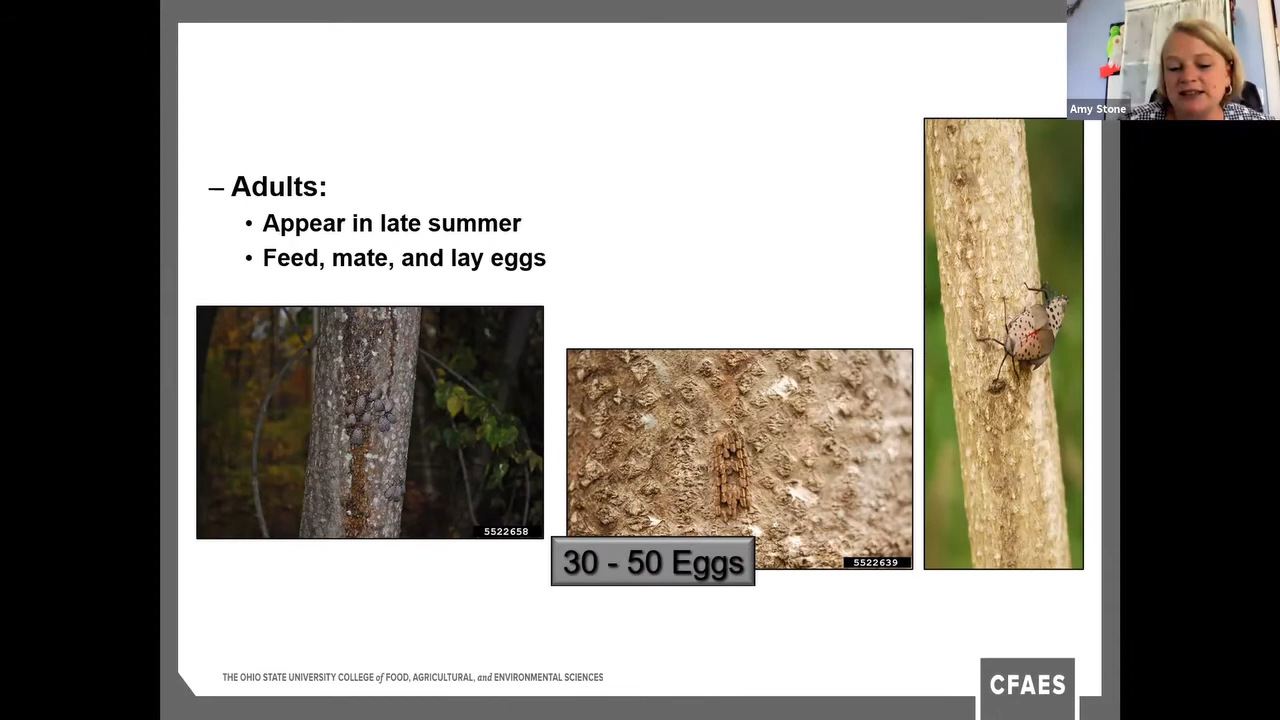 Amy Stone
– Adults:
• Appear in late summer
• Feed, mate, and lay eggs
5522658
5522639
30 - 50 Eggs
THE OHIO STATE UNIVERSITY COLLEGE of FOOD, AGRICULTURAL, and ENVIRONMENTAL SCIENCES
CFAES